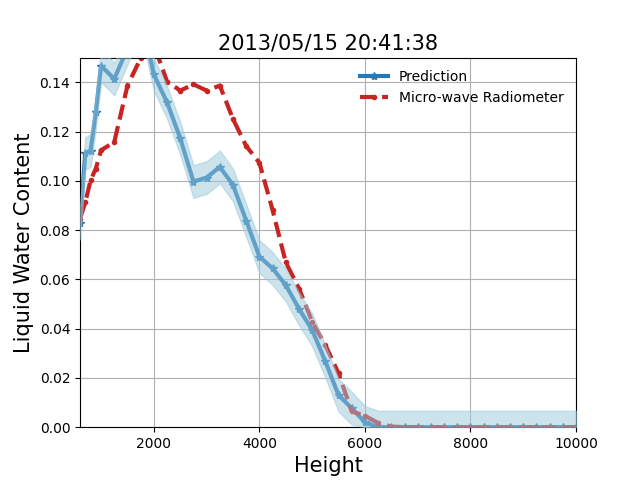 2013/05/15 20:41:38
Prediction
Micro-wave Radiometer
Liquid Water Content
0.14
0.12
0.10
0.08
0.06
0.04
0.02
0.00
2000 4000 6000 8000 10000
Height